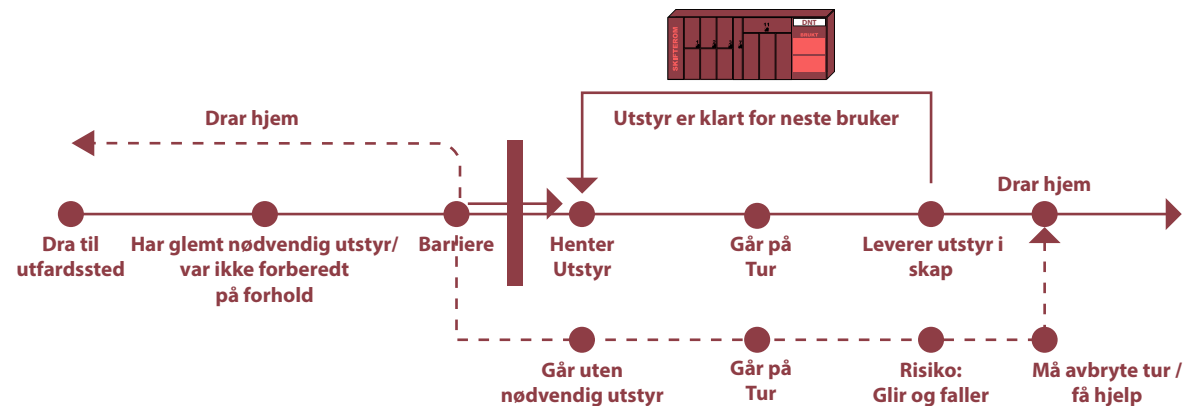 SKIFTEROM
DNT
BRUKT
Drar hjem
Utstyr er klart for neste bruker
Drar hjem
Dra til
utfardssted
Har glemt nødvendig utstyr/
var ikke forberedt
på forhold
Barriere
Henter
Utstyr
Går på
Tur
Leverer utstyr i
skap
Går uten
nødvendig utstyr
Går på
Tur
Risiko:
Glir og faller
Må avbryte tur /
få hjelp